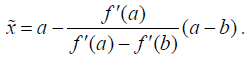 x̃ = a − f′(a) / (f′(a) − f′(b)) (a − b).